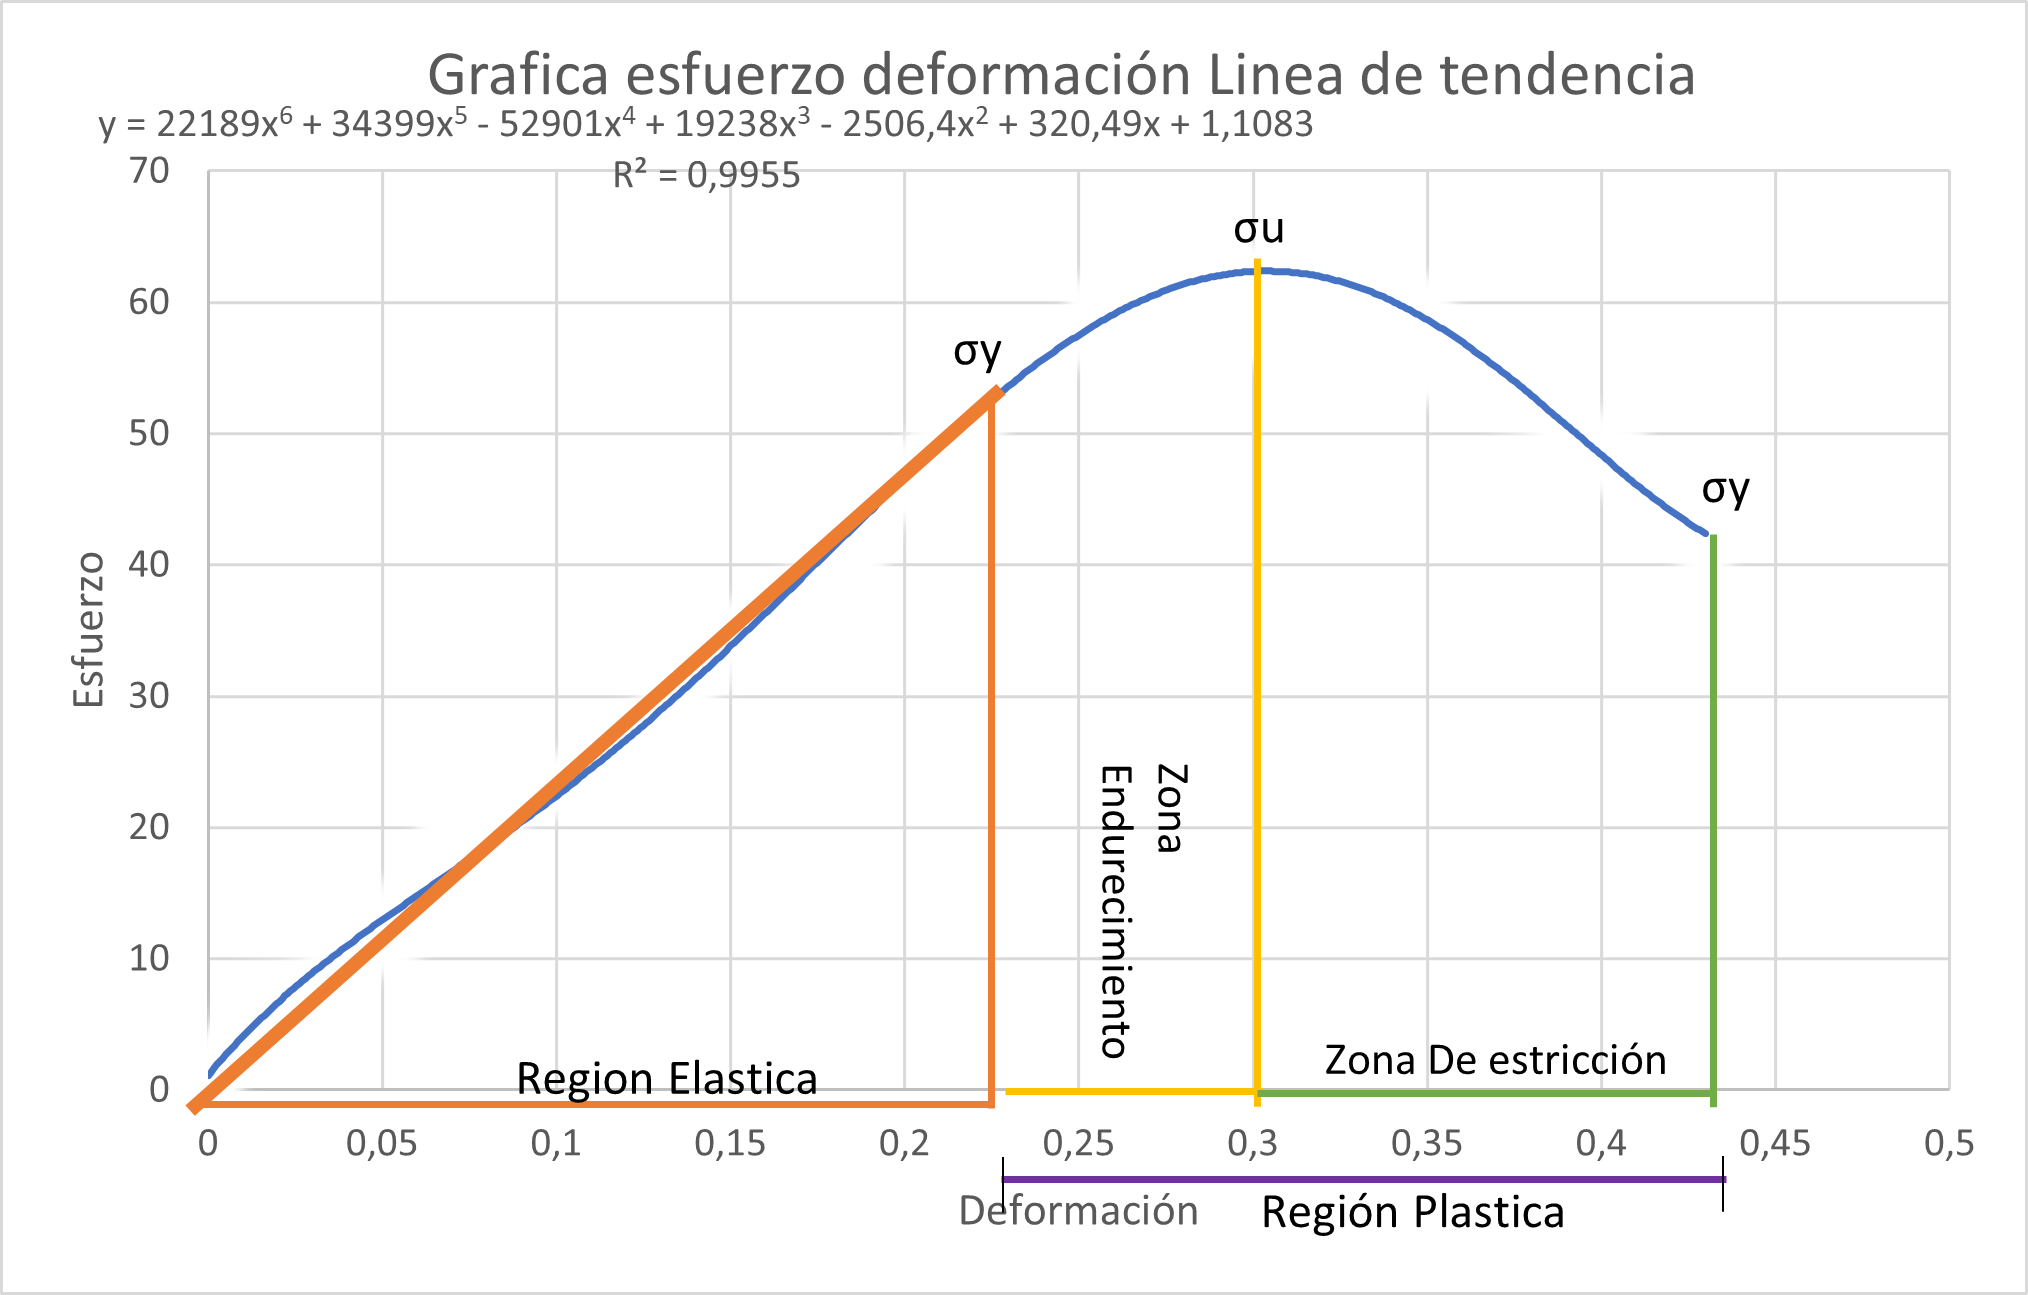 Grafica esfuerzo deformación Linea de tendencia
y = 22189x⁶ + 34399x⁵ - 52901x⁴ + 19238x³ - 2506,4x² + 320,49x + 1,1083
R² = 0,9955
70
60
50
40
30
20
10
0
Esfuerzo
σu
σy
σy
Zona
Endurecimiento
Region Elastica
Zona De estricción
0 0,05 0,1 0,15 0,2 0,25 0,3 0,35 0,4 0,45 0,5
Deformación
Región Plastica